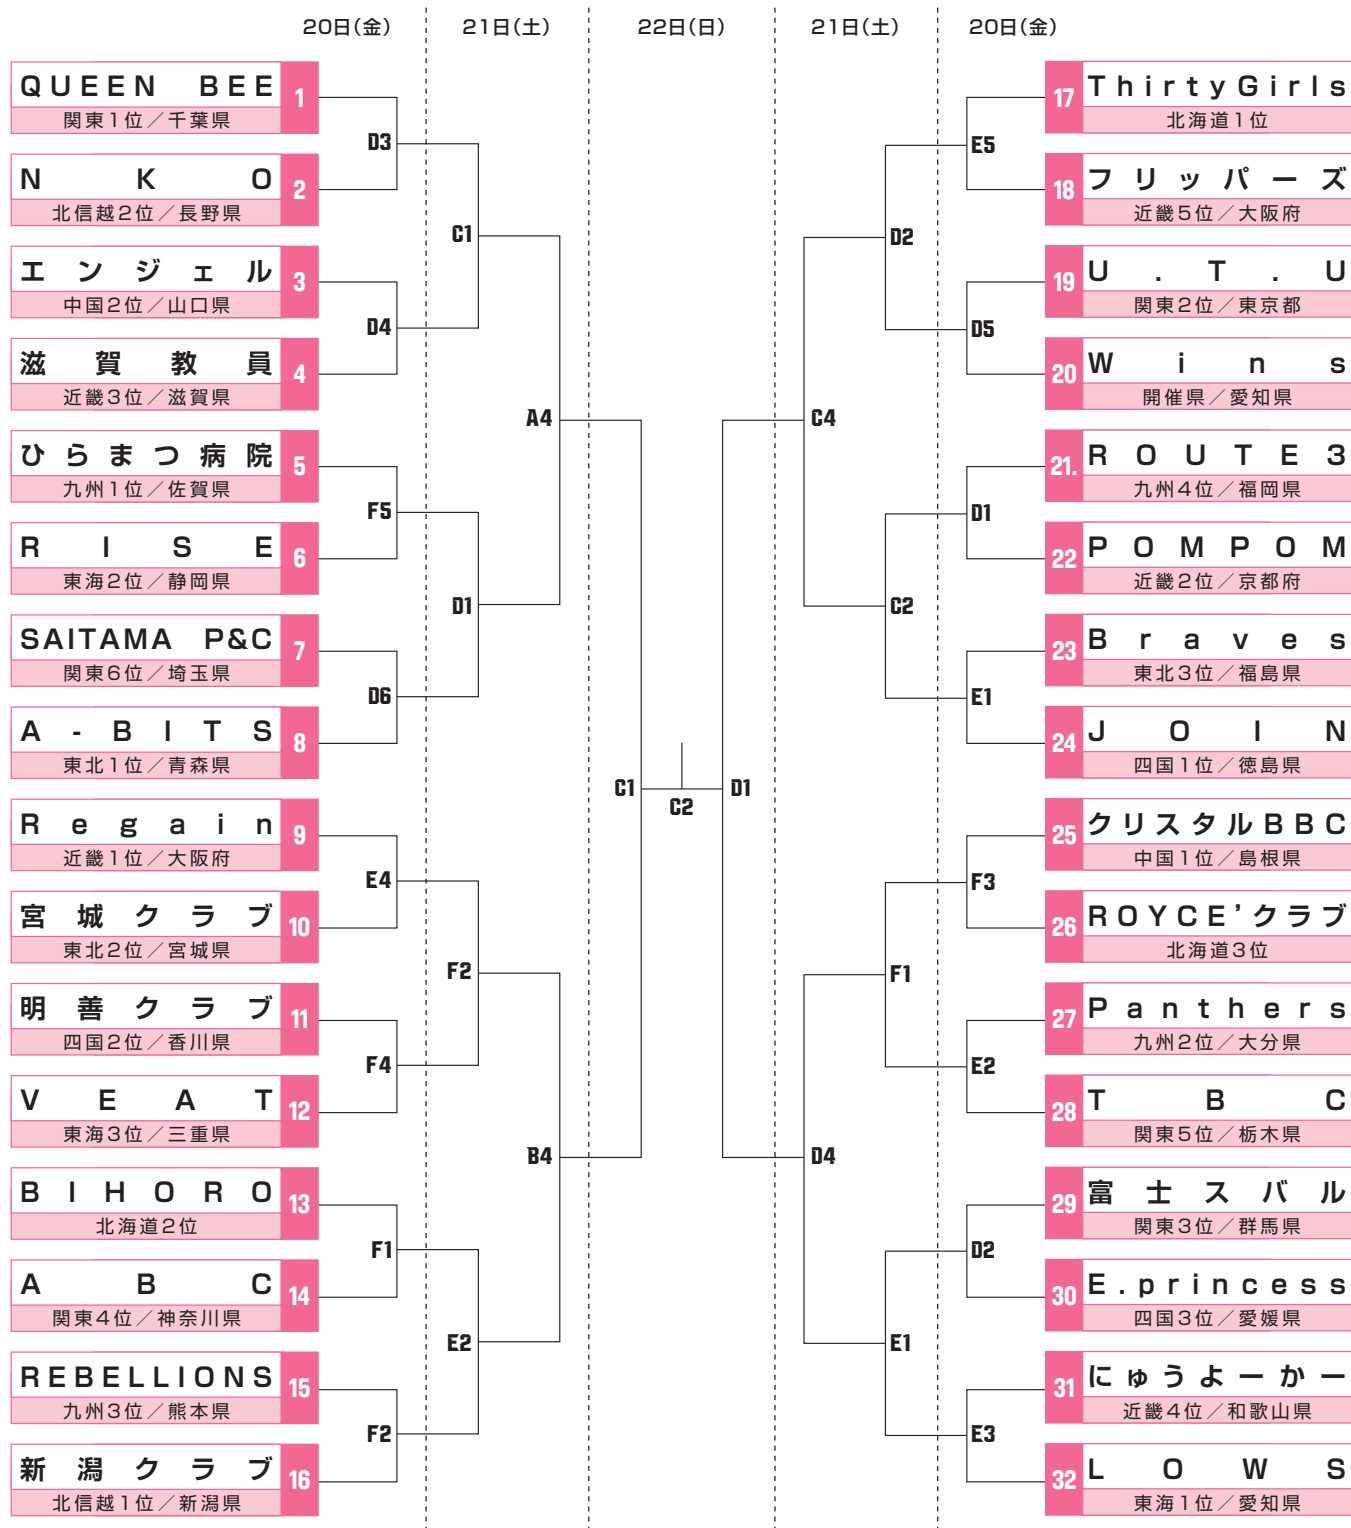 20日(金) 21日(土) 22日(日) 21日(土) 20日(金)
QUEEN BEE 1
関東1位／千葉県
D3
NKO 2
北信越2位／長野県
C1
エンジェル 3
中国2位／山口県
D4
滋賀教員 4
近畿3位／滋賀県
A4
ひらまつ病院 5
九州1位／佐賀県
F5
RISE 6
東海2位／静岡県
D1
SAITAMA P&C 7
関東6位／埼玉県
D6
A-BITS 8
東北1位／青森県
C1
Regain 9
近畿1位／大阪府
E4
宮城クラブ 10
東北2位／宮城県
F2
明善クラブ 11
四国2位／香川県
F4
VEAT 12
東海3位／三重県
B4
BIHORO 13
北海道2位
F1
ABC 14
関東4位／神奈川県
E2
REBELLIONS 15
九州3位／熊本県
F2
新潟クラブ 16
北信越1位／新潟県
C2
17 ThirtyGirls
北海道1位
E5
18 フリッパーズ
近畿5位／大阪府
D2
19 U.T.U
関東2位／東京都
D5
20 Wins
開催県／愛知県
C4
21. ROUTE3
九州4位／福岡県
D1
22 POMPOM
近畿2位／京都府
C2
23 Braves
東北3位／福島県
E1
24 JOIN
四国1位／徳島県
D1
25 クリスタルBBC
中国1位／島根県
F3
26 ROYCE’クラブ
北海道3位
F1
27 Panthers
九州2位／大分県
E2
28 TBC
関東5位／栃木県
D4
29 富士スバル
関東3位／群馬県
D2
30 E.princess
四国3位／愛媛県
E1
31 にゅうよーかー
近畿4位／和歌山県
E3
32 LOWS
東海1位／愛知県